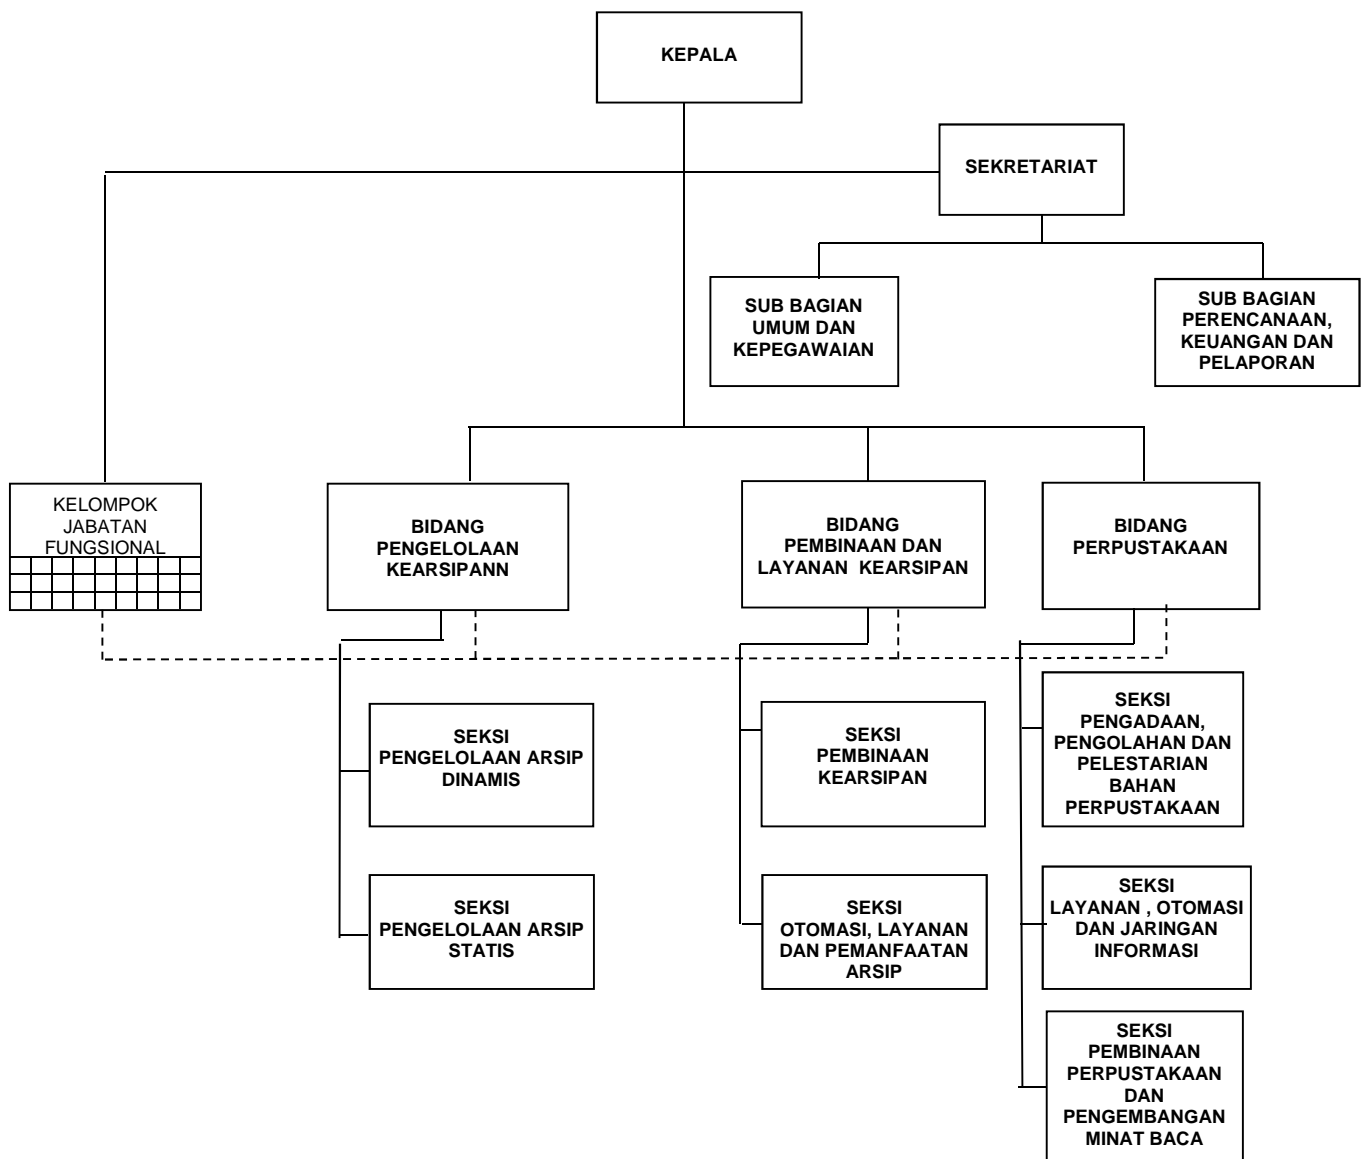 KEPALA
SEKRETARIAT
SUB BAGIAN
UMUM DAN
KEPEGAWAIAN
SUB BAGIAN
PERENCANAAN,
KEUANGAN DAN
PELAPORAN
KELOMPOK
JABATAN
FUNGSIONAL
BIDANG
PENGELOLAAN
KEARSIPANN
BIDANG
PEMBINAAN DAN
LAYANAN  KEARSIPAN
BIDANG
PERPUSTAKAAN
SEKSI
PENGELOLAAN ARSIP
DINAMIS
SEKSI
PEMBINAAN
KEARSIPAN
SEKSI
PENGADAAN,
PENGOLAHAN DAN
PELESTARIAN
BAHAN
PERPUSTAKAAN
SEKSI
PENGELOLAAN ARSIP
STATIS
SEKSI
OTOMASI, LAYANAN
DAN PEMANFAATAN
ARSIP
SEKSI
LAYANAN , OTOMASI
DAN JARINGAN
INFORMASI
SEKSI
PEMBINAAN
PERPUSTAKAAN
DAN
PENGEMBANGAN
MINAT BACA